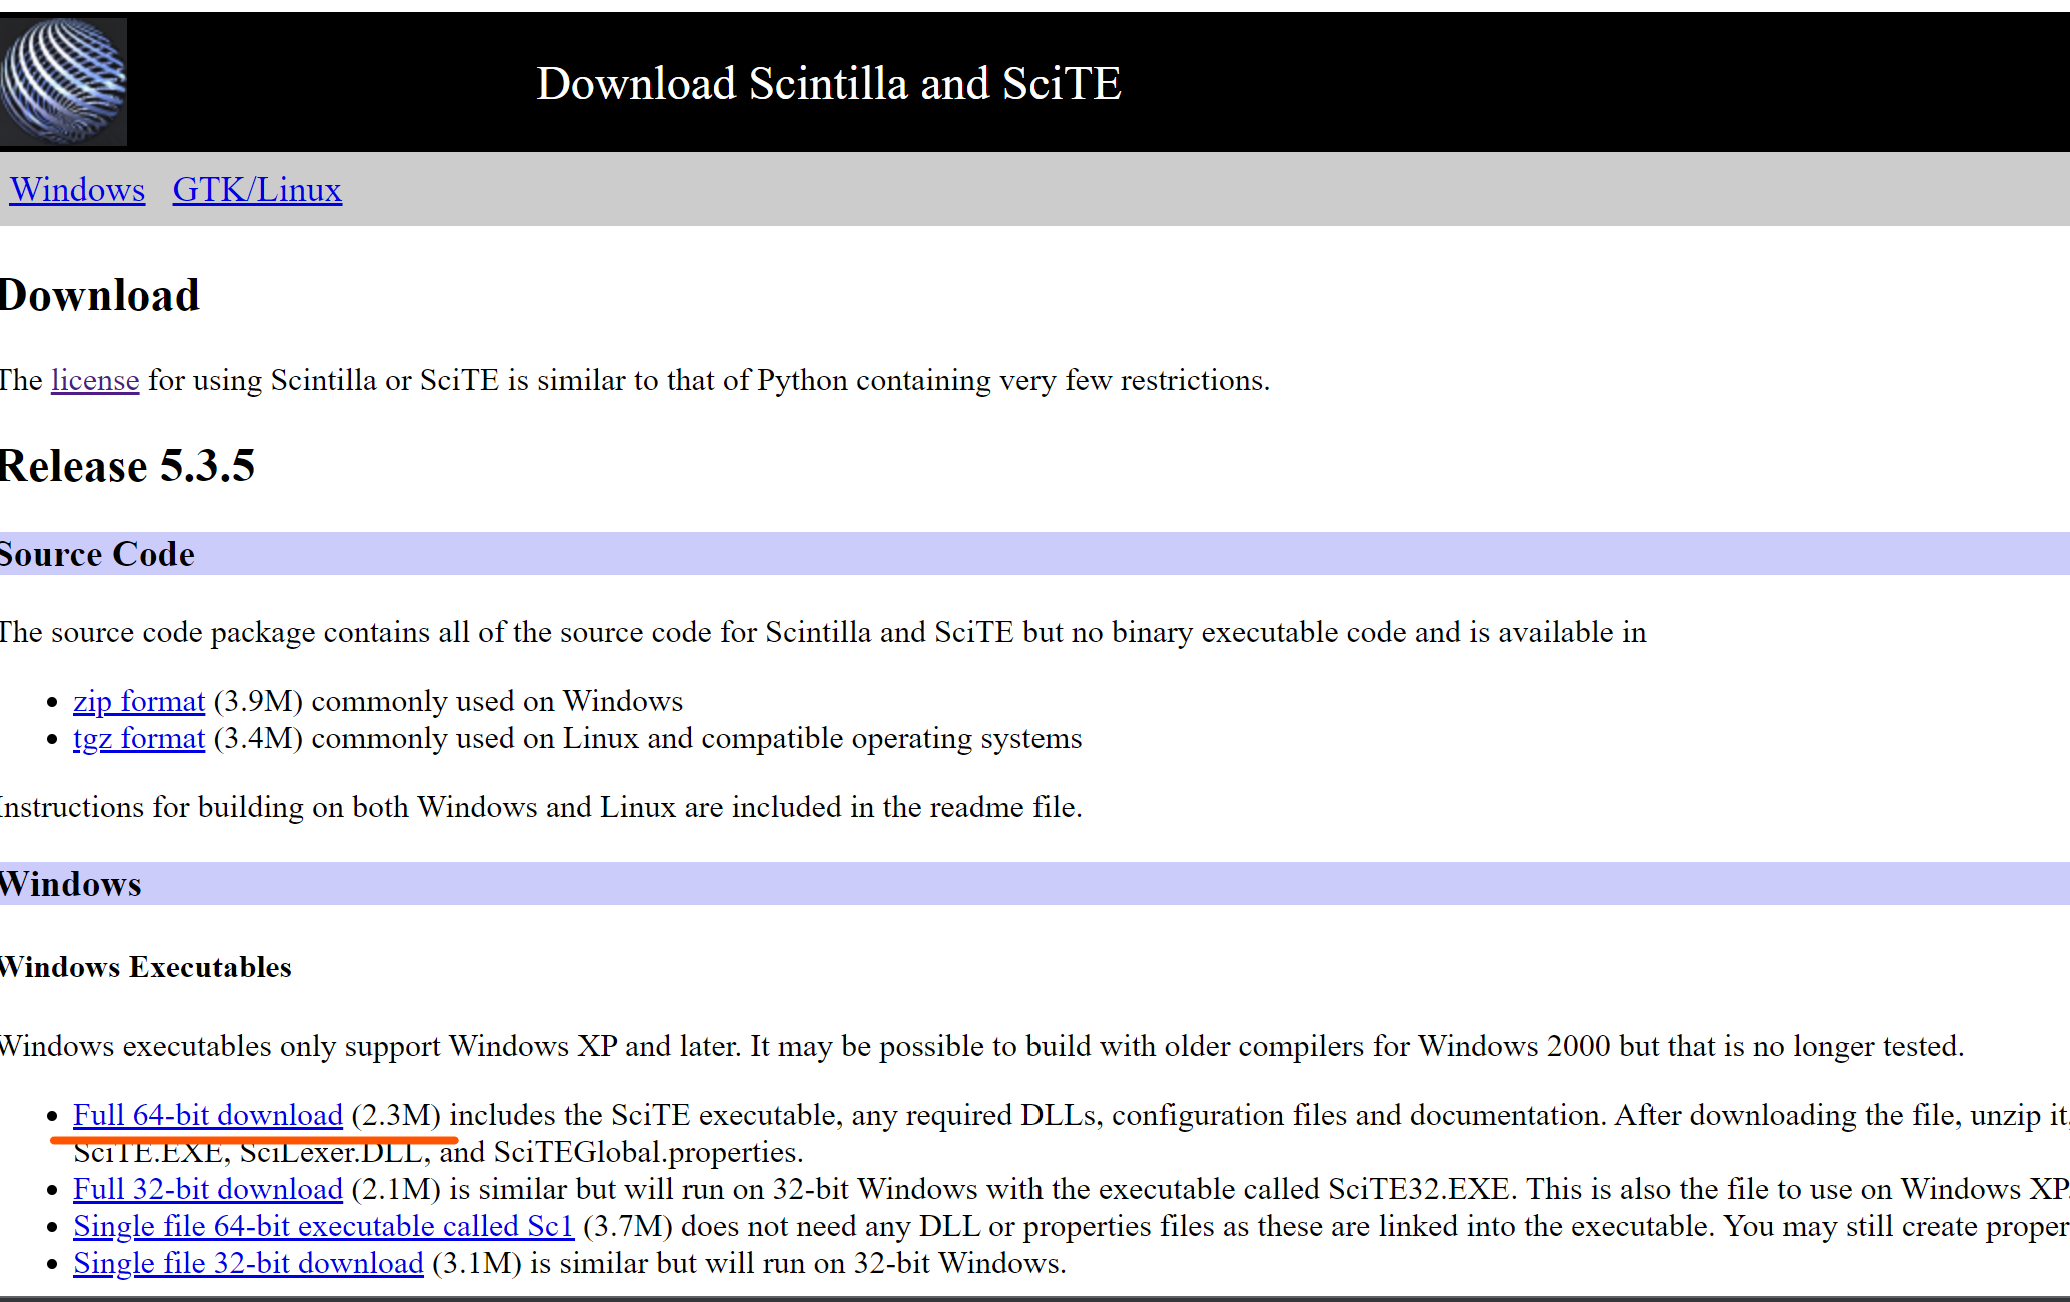 Download Scintilla and SciTE
Windows GTK/Linux
Download
The license for using Scintilla or SciTE is similar to that of Python containing very few restrictions.
Release 5.3.5
Source Code
The source code package contains all of the source code for Scintilla and SciTE but no binary executable code and is available in
• zip format (3.9M) commonly used on Windows
• tgz format (3.4M) commonly used on Linux and compatible operating systems
Instructions for building on both Windows and Linux are included in the readme file.
Windows
Windows Executables
Windows executables only support Windows XP and later. It may be possible to build with older compilers for Windows 2000 but that is no longer tested.
• Full 64-bit download (2.3M) includes the SciTE executable, any required DLLs, configuration files and documentation. After downloading the file, unzip it,
SciTE.EXE, SciLexer.DLL, and SciTEGlobal.properties.
• Full 32-bit download (2.1M) is similar but will run on 32-bit Windows with the executable called SciTE32.EXE. This is also the file to use on Windows XP.
• Single file 64-bit executable called Sc1 (3.7M) does not need any DLL or properties files as these are linked into the executable. You may still create proper
• Single file 32-bit download (3.1M) is similar but will run on 32-bit Windows.